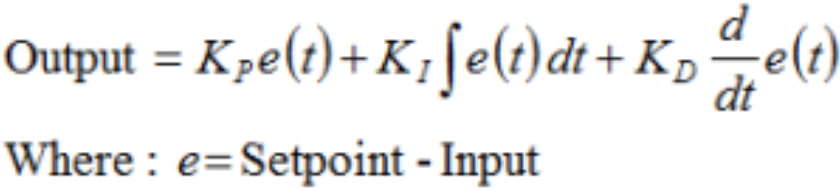 Output = K_P e(t) + K_I ∫ e(t) dt + K_D d/dt e(t)
Where : e = Setpoint - Input